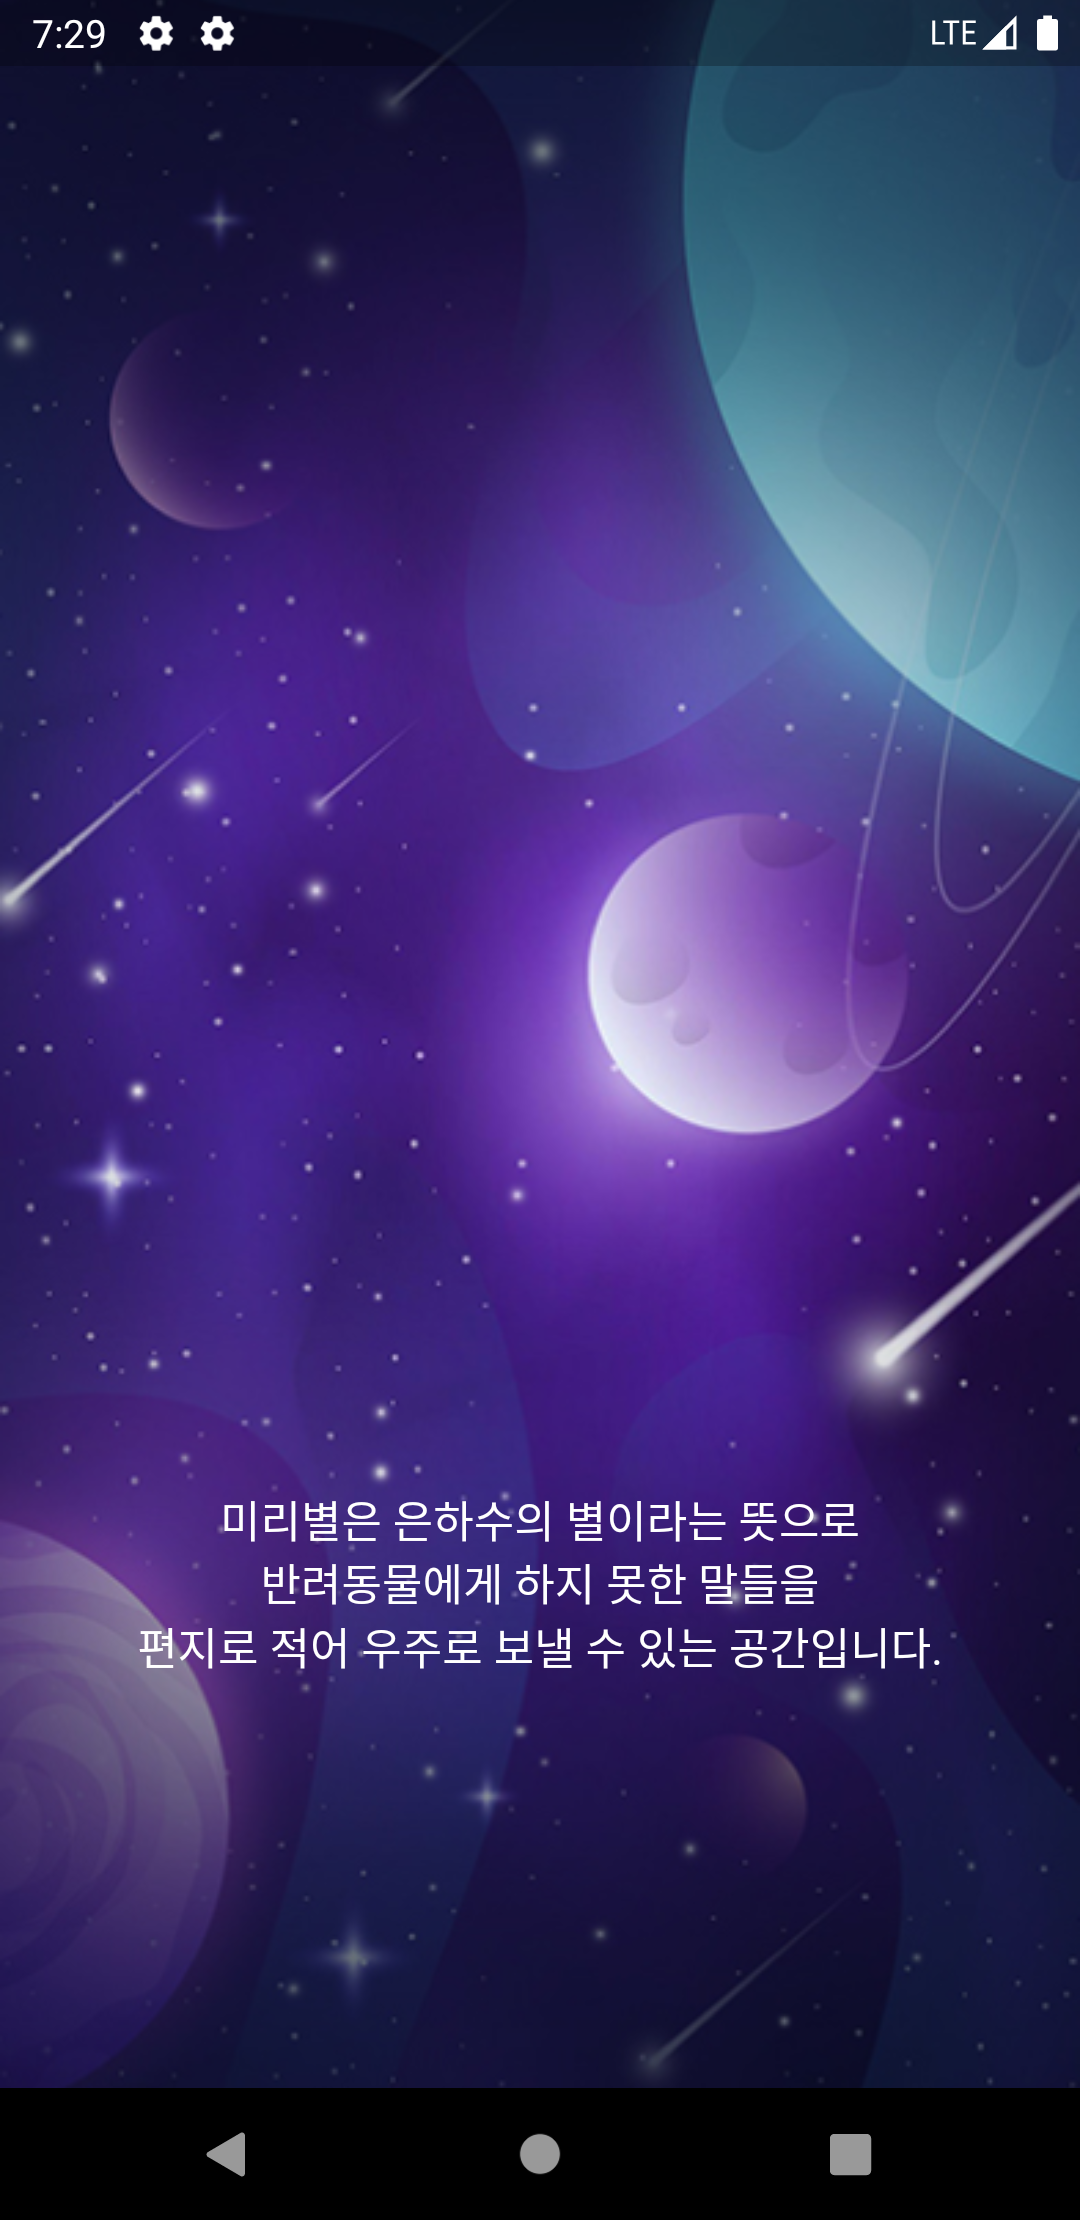 7:29
LTE
미리별은 은하수의 별이라는 뜻으로
반려동물에게 하지 못한 말들을
편지로 적어 우주로 보낼 수 있는 공간입니다.